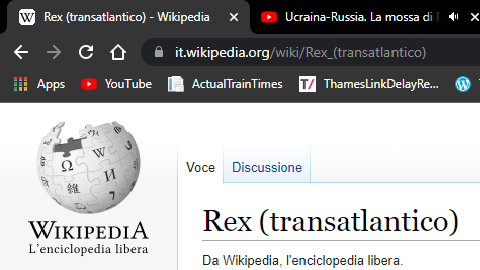 Rex (transatlantico) - Wikipedia
Ucraina-Russia. La mossa di
it.wikipedia.org/wiki/Rex_(transatlantico)
Apps YouTube ActualTrainTimes ThamesLinkDelayRe...
WIKIPEDIA
L'enciclopedia libera
Voce Discussione
Rex (transatlantico)
Da Wikipedia, l'enciclopedia libera.